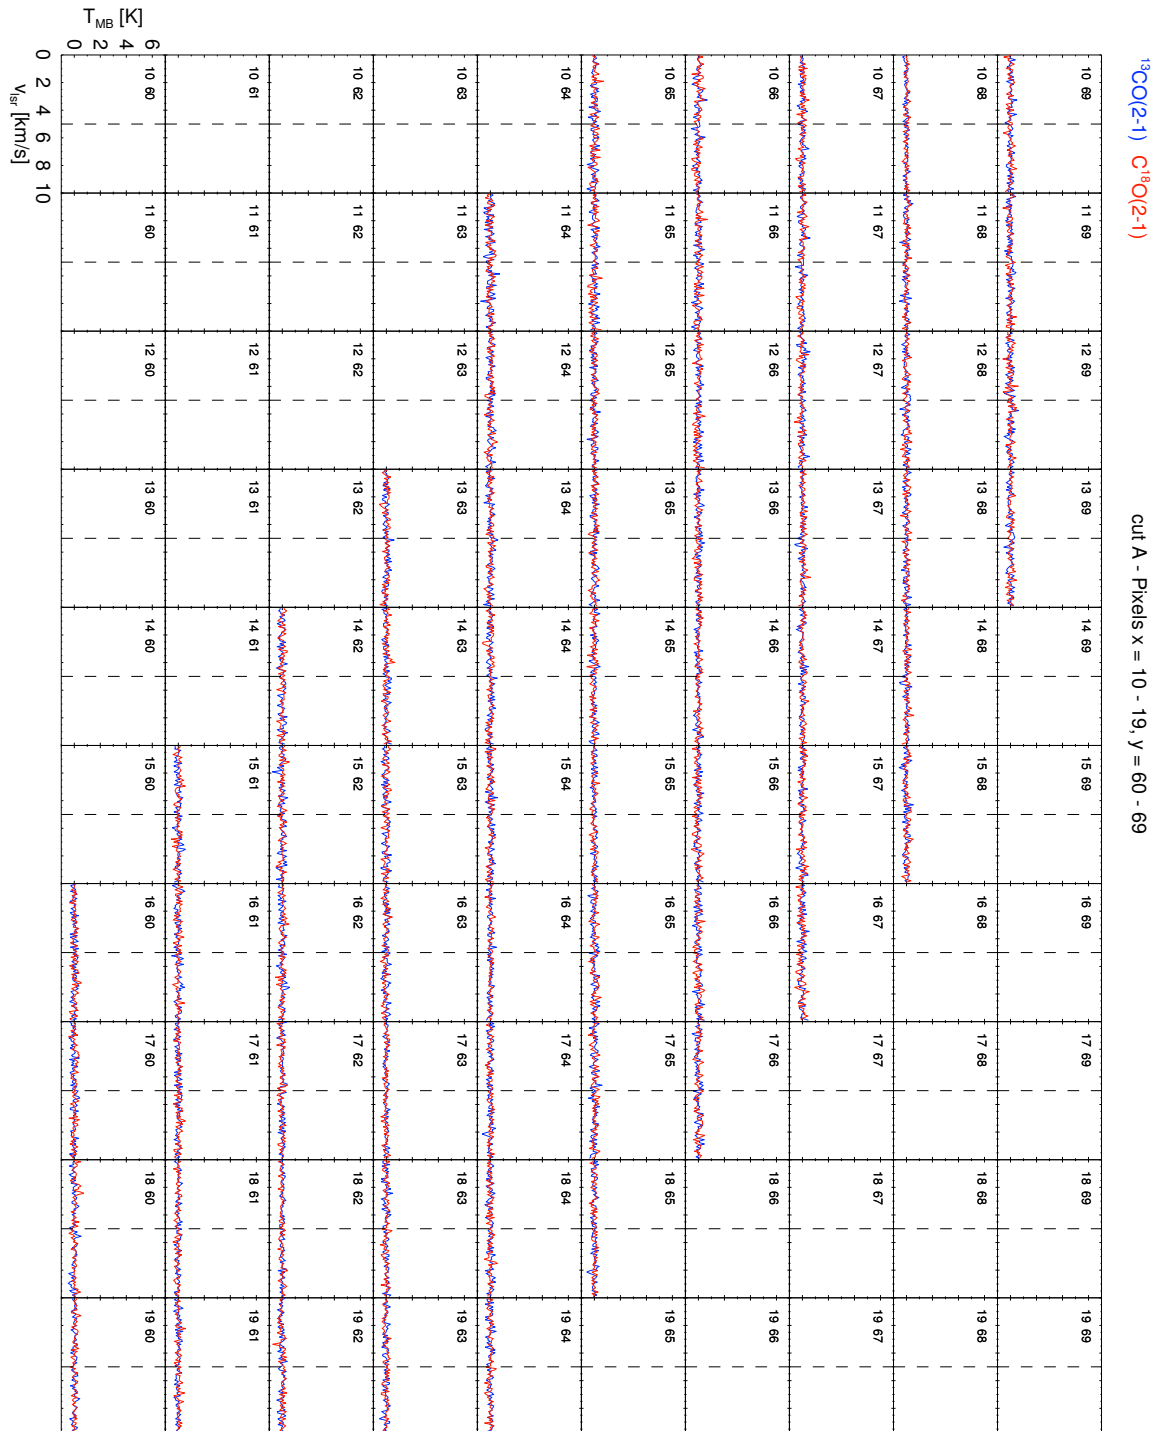 ¹³CO(2-1) C¹⁸O(2-1) cut A - Pixels x = 10 - 19, y = 60 - 69
10 69 11 69 12 69 13 69 14 69 15 69 16 69 17 69 18 69 19 69
10 68 11 68 12 68 13 68 14 68 15 68 16 68 17 68 18 68 19 68
10 67 11 67 12 67 13 67 14 67 15 67 16 67 17 67 18 67 19 67
10 66 11 66 12 66 13 66 14 66 15 66 16 66 17 66 18 66 19 66
10 65 11 65 12 65 13 65 14 65 15 65 16 65 17 65 18 65 19 65
10 64 11 64 12 64 13 64 14 64 15 64 16 64 17 64 18 64 19 64
10 63 11 63 12 63 13 63 14 63 15 63 16 63 17 63 18 63 19 63
10 62 11 62 12 62 13 62 14 62 15 62 16 62 17 62 18 62 19 62
10 61 11 61 12 61 13 61 14 61 15 61 16 61 17 61 18 61 19 61
10 60 11 60 12 60 13 60 14 60 15 60 16 60 17 60 18 60 19 60
6
4
2
0
T_MB [K]
0 2 4 6 8 10
v_lsr [km/s]